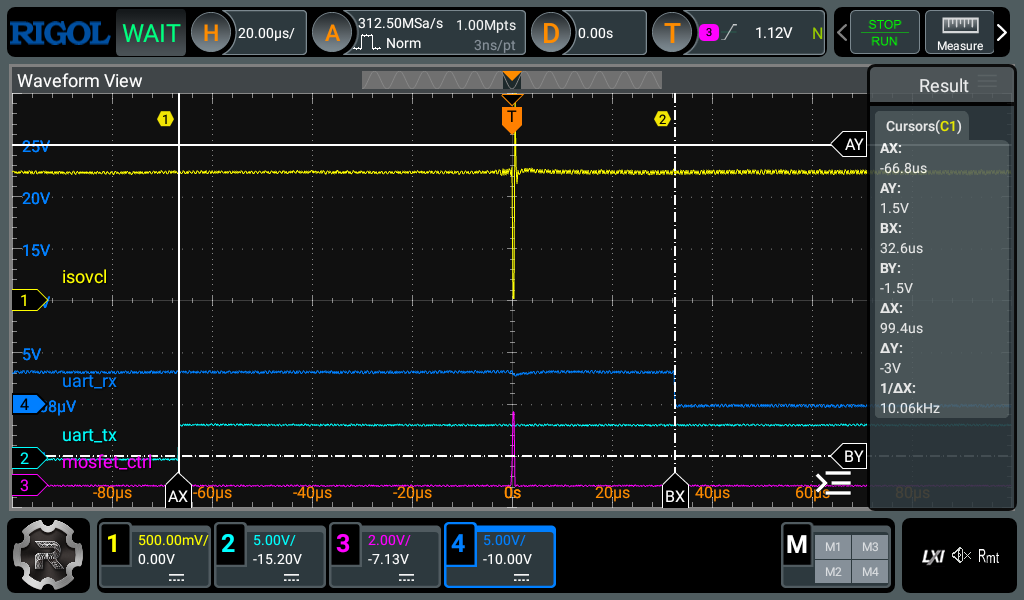 RIGOL WAIT H 20.00µs/ A 312.50MSa/s 1.00Mpts D 0.00s T 3 1.12V N STOP
Norm 3ns/pt RUN Measure
Waveform View Result
1 2 T
25V AY Cursors(C1)
AX:
-66.8us
20V AY:
1.5V
15V BX:
32.6us
isovcl BY:
1 -1.5V
ΔX:
99.4us
5V ΔY:
uart_rx -3V
4 8µV 1/ΔX:
10.06kHz
uart_tx
2 mosfet_ctrl BY
3
-80µs AX -60µs -40µs -20µs 0s 20µs BX 40µs 60µs 80µs
1 500.00mV/ 2 5.00V/ 3 2.00V/ 4 5.00V/ M M1 M3 LXI Rmt
0.00V -15.20V -7.13V -10.00V M2 M4
R